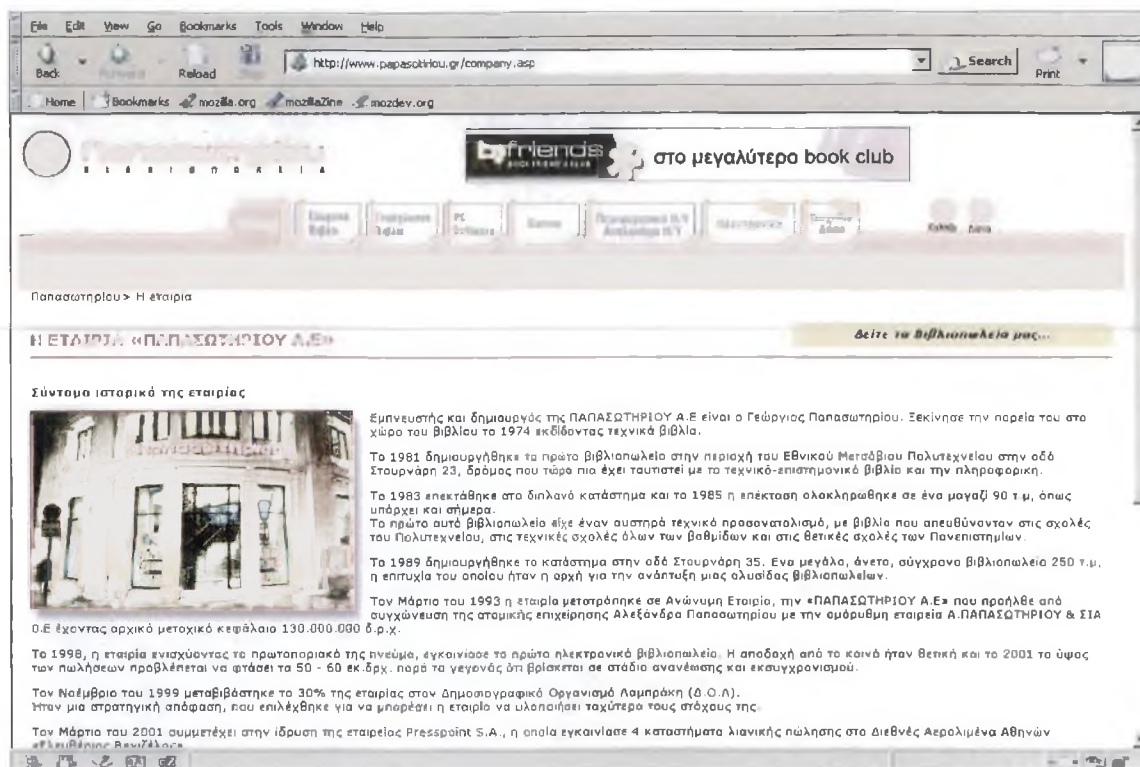 File Edit View Go Bookmarks Tools Window Help
Back Reload http://www.papasotiriou.gr/company.asp Search Print
Home Bookmarks mozilla.org mozillaZine mozdev.org
friends στο μεγαλύτερο book club
Παπασωτηρίου> Η εταιρία
Η ΕΤΑΙΡΙΑ «ΠΑΠΑΣΩΤΗΡΙΟΥ Α.Ε» Δείτε τα βιβλιοπωλεία μας...
Σύντομο ιστορικό της εταιρίας
Εμπνευστής και δημιουργός της ΠΑΠΑΣΩΤΗΡΙΟΥ Α.Ε είναι ο Γεώργιος Παπασωτηρίου. Ξεκίνησε την πορεία του στο
χώρο του βιβλίου το 1974 εκδίδοντας τεχνικά βιβλία.
Το 1981 δημιουργήθηκε το πρώτο βιβλιοπωλείο στην περιοχή του Εθνικού Μετσόβιου Πολυτεχνείου στην οδό
Στουρνάρη 23, δρόμος που τώρα πια έχει ταυτιστεί με το τεχνικό-επιστημονικό βιβλίο και την πληροφορική.
Το 1983 επεκτάθηκε στο διπλανό κατάστημα και το 1985 η επέκταση ολοκληρώθηκε σε ένα μαγαζί 90 τ.μ, όπως
υπάρχει και σήμερα.
Το πρώτο αυτό βιβλιοπωλείο είχε έναν αυστηρά τεχνικό προσανατολισμό, με βιβλία που απευθύνονταν στις σχολές
του Πολυτεχνείου, στις τεχνικές σχολές όλων των βαθμίδων και στις θετικές σχολές των Πανεπιστημίων.
Το 1989 δημιουργήθηκε το κατάστημα στην οδό Στουρνάρη 35. Ένα μεγάλο, άνετο, σύγχρονο βιβλιοπωλείο 250 τ.μ,
η επιτυχία του οποίου ήταν η αρχή για την ανάπτυξη μιας αλυσίδας βιβλιοπωλείων.
Τον Μάρτιο του 1993 η εταιρία μετατράπηκε σε Ανώνυμη Εταιρία, την «ΠΑΠΑΣΩΤΗΡΙΟΥ Α.Ε» που προήλθε από
συγχώνευση της ατομικής επιχείρησης Αλεξάνδρα Παπασωτηρίου με την ομόρρυθμη εταιρεία Α.ΠΑΠΑΣΩΤΗΡΙΟΥ & ΣΙΑ
Ο.Ε έχοντας αρχικό μετοχικό κεφάλαιο 130.000.000 δ.ρ.χ.
Το 1998, η εταιρία ενισχύοντας το πρωτοποριακό της πνεύμα, εγκαινίασε το πρώτο ηλεκτρονικό βιβλιοπωλείο. Η αποδοχή από το κοινό ήταν θετική και το 2001 το ύψος
των πωλήσεων προβλέπεται να φτάσει τα 50 - 60 εκ.δρχ. παρά το γεγονός ότι βρίσκεται σε στάδιο ανανέωσης και εκσυγχρονισμού.
Τον Νοέμβριο του 1999 μεταβιβάστηκε το 30% της εταιρίας στον Δημοσιογραφικό Οργανισμό Λαμπράκη (Δ.Ο.Λ).
Ήταν μια στρατηγική απόφαση, που επιλέχθηκε για να μπορέσει η εταιρία να υλοποιήσει ταχύτερα τους στόχους της.
Τον Μάρτιο του 2001 συμμετέχει στην ίδρυση της εταιρείας Presspoint S.A., η οποία εγκαινίασε 4 καταστήματα λιανικής πώλησης στο Διεθνές Αερολιμένα Αθηνών
«Ελευθέριος Βενιζέλος»